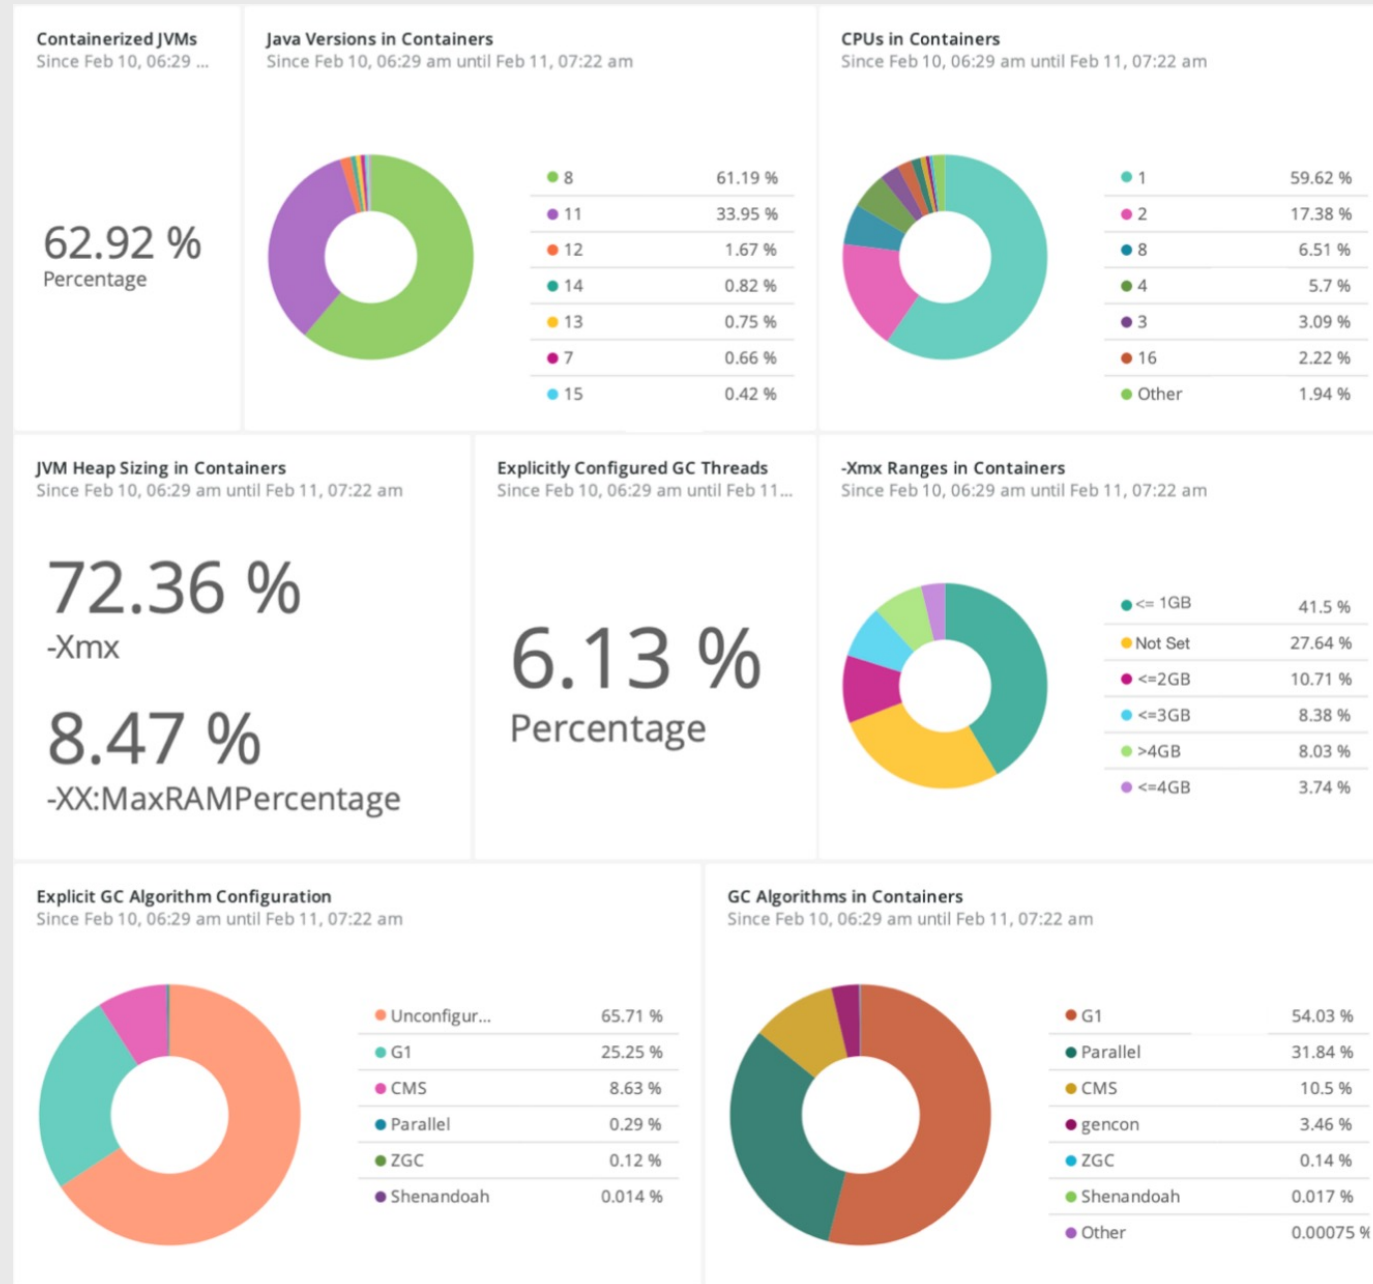 Containerized JVMs
Since Feb 10, 06:29 ...
62.92 %
Percentage
Java Versions in Containers
Since Feb 10, 06:29 am until Feb 11, 07:22 am
8 61.19 %
11 33.95 %
12 1.67 %
14 0.82 %
13 0.75 %
7 0.66 %
15 0.42 %
CPUs in Containers
Since Feb 10, 06:29 am until Feb 11, 07:22 am
1 59.62 %
2 17.38 %
8 6.51 %
4 5.7 %
3 3.09 %
16 2.22 %
Other 1.94 %
JVM Heap Sizing in Containers
Since Feb 10, 06:29 am until Feb 11, 07:22 am
72.36 %
-Xmx
8.47 %
-XX:MaxRAMPercentage
Explicitly Configured GC Threads
Since Feb 10, 06:29 am until Feb 11...
6.13 %
Percentage
-Xmx Ranges in Containers
Since Feb 10, 06:29 am until Feb 11, 07:22 am
<= 1GB 41.5 %
Not Set 27.64 %
<=2GB 10.71 %
<=3GB 8.38 %
>4GB 8.03 %
<=4GB 3.74 %
Explicit GC Algorithm Configuration
Since Feb 10, 06:29 am until Feb 11, 07:22 am
Unconfigur... 65.71 %
G1 25.25 %
CMS 8.63 %
Parallel 0.29 %
ZGC 0.12 %
Shenandoah 0.014 %
GC Algorithms in Containers
Since Feb 10, 06:29 am until Feb 11, 07:22 am
G1 54.03 %
Parallel 31.84 %
CMS 10.5 %
gencon 3.46 %
ZGC 0.14 %
Shenandoah 0.017 %
Other 0.00075 %